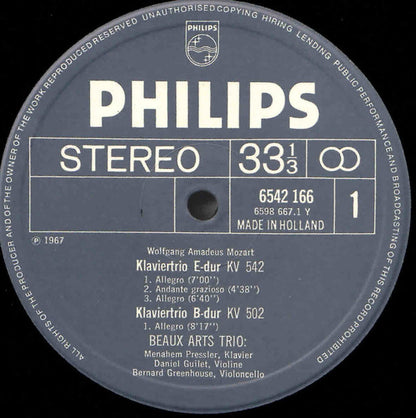 ALL RIGHTS OF THE PRODUCER AND OF THE OWNER OF THE WORK REPRODUCED RESERVED UNAUTHORISED COPYING HIRING LENDING PUBLIC PERFORMANCE AND BROADCASTING OF THIS RECORD PROHIBITED
PHILIPS
PHILIPS
STEREO
33 1/3
6542 166
6598 667.1 Y
MADE IN HOLLAND
1
℗ 1967
Wolfgang Amadeus Mozart
Klaviertrio E-dur KV 542
1. Allegro (7'00'')
2. Andante grazioso (4'38'')
3. Allegro (6'40'')
Klaviertrio B-dur KV 502
1. Allegro (8'17'')
BEAUX ARTS TRIO:
Menahem Pressler, Klavier
Daniel Guilet, Violine
Bernard Greenhouse, Violoncello